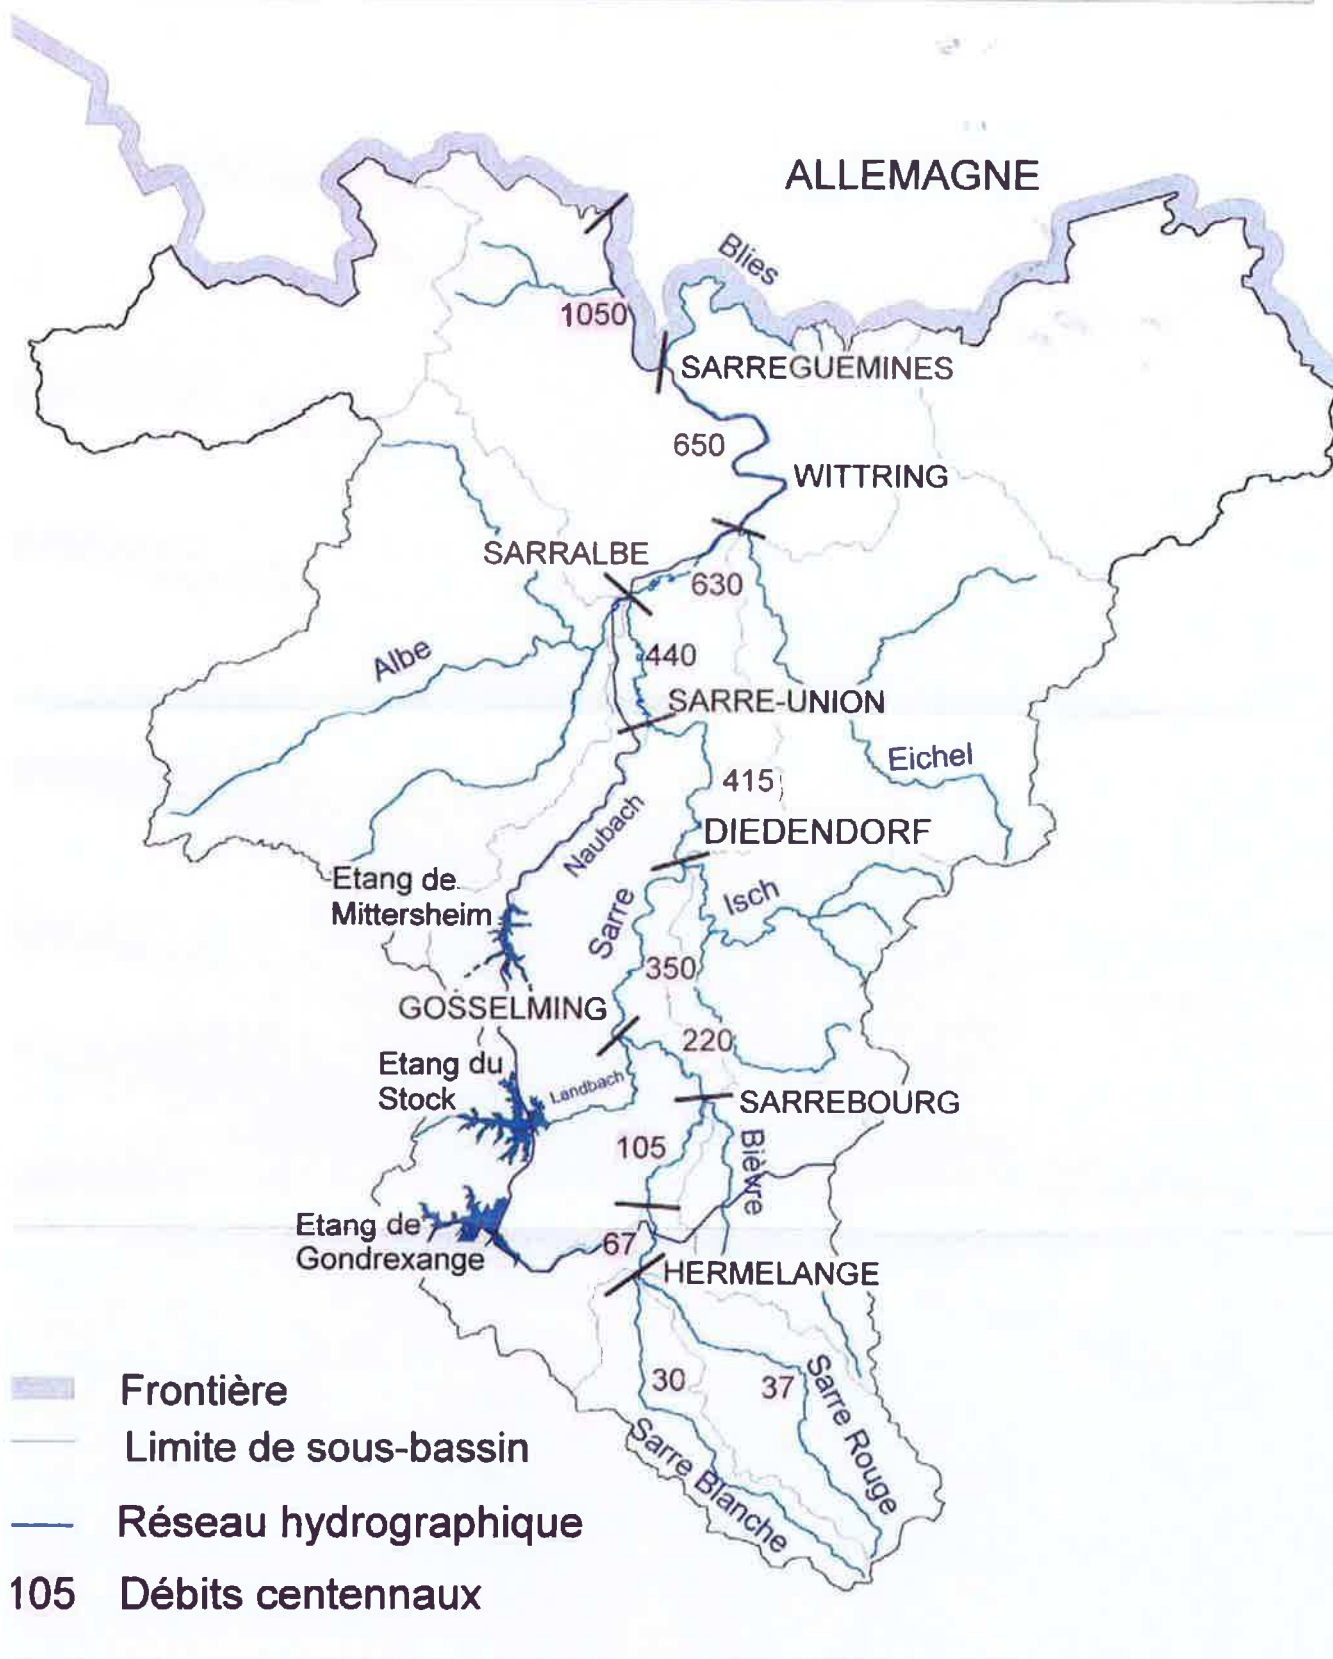 ALLEMAGNE
Blies
1050
SARREGUEMINES
650
WITTRING
SARRALBE
630
Albe
440
SARRE-UNION
Eichel
415
Naubach
DIEDENDORF
Etang de
Mittersheim
Sarre
Isch
350
GOSSELMING
220
Etang du
Stock
Landbach
SARREBOURG
105
Bièvre
Etang de
Gondrexange
67
HERMELANGE
30
37
Sarre Rouge
Sarre Blanche
Frontière
Limite de sous-bassin
Réseau hydrographique
105 Débits centennaux